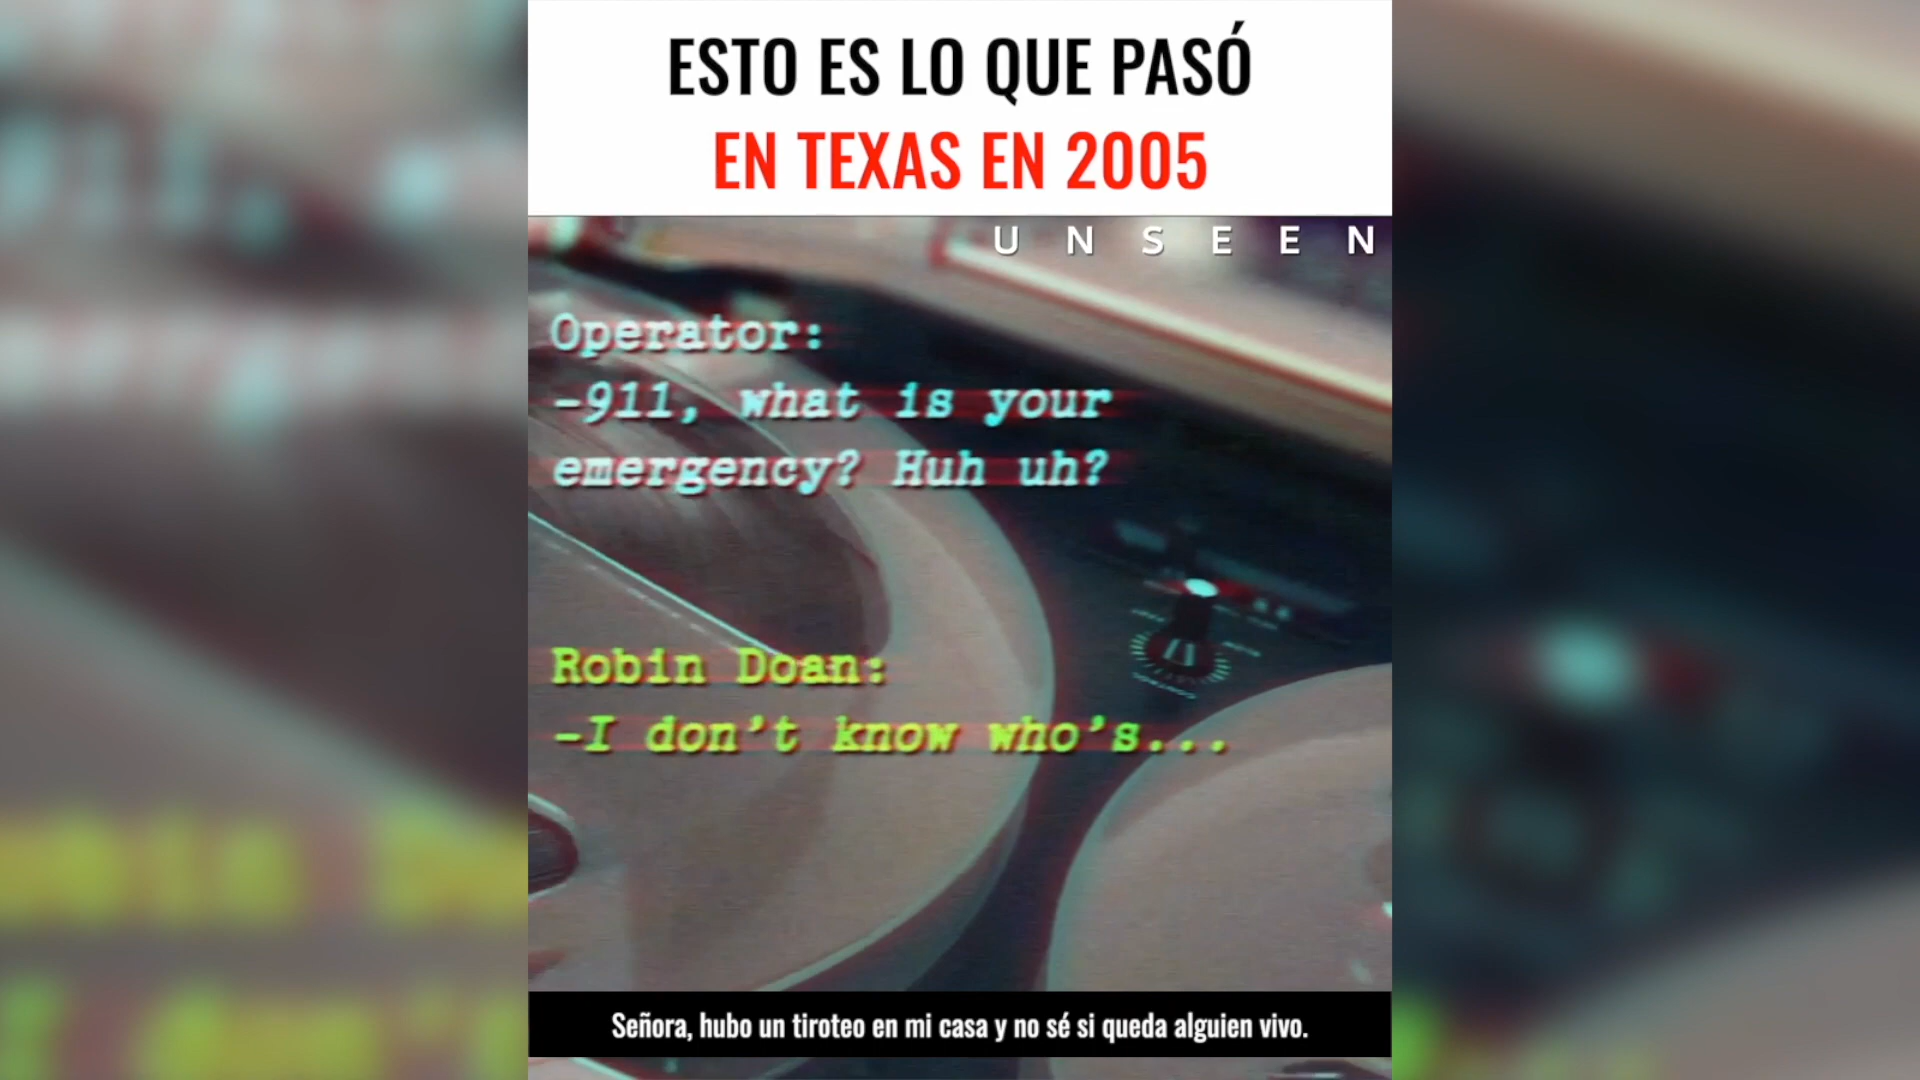 ESTO ES LO QUE PASÓ
EN TEXAS EN 2005
UNSEEN
Operator:
-911, what is your
emergency? Huh uh?
Robin Doan:
-I don't know who's...
Señora, hubo un tiroteo en mi casa y no sé si queda alguien vivo.